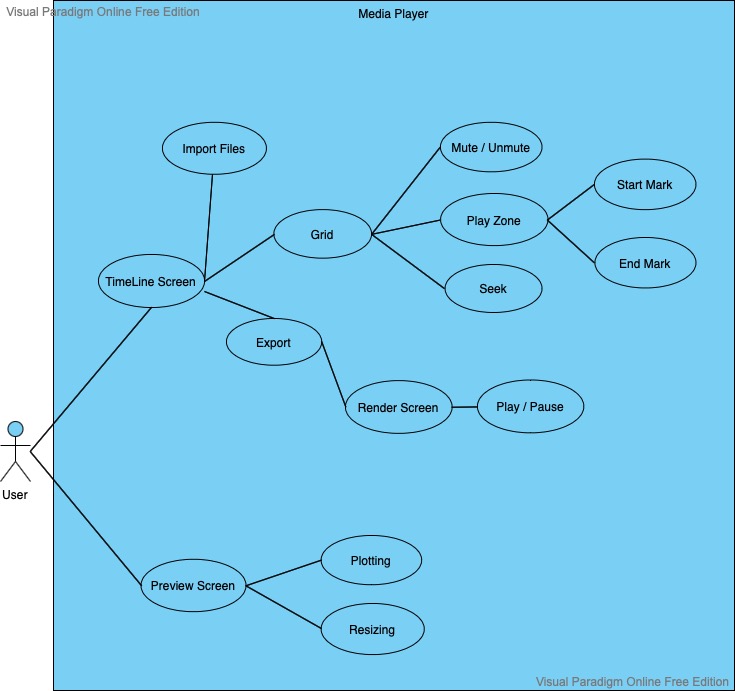 Visual Paradigm Online Free Edition
Media Player
Import Files
Mute / Unmute
Start Mark
Play Zone
Grid
End Mark
TimeLine Screen
Seek
Export
Render Screen
Play / Pause
User
Plotting
Preview Screen
Resizing
Visual Paradigm Online Free Edition